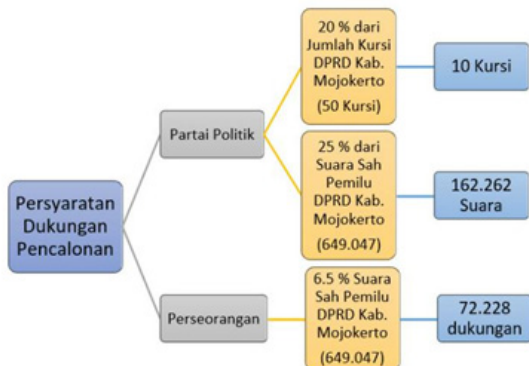 Persyaratan
Dukungan
Pencalonan
Partai Politik
20 % dari
Jumlah Kursi
DPRD Kab.
Mojokerto
(50 Kursi)
10 Kursi
25 % dari
Suara Sah
Pemilu
DPRD Kab.
Mojokerto
(649.047)
162.262
Suara
Perseorangan
6.5 % Suara
Sah Pemilu
DPRD Kab.
Mojokerto
(649.047)
72.228
dukungan